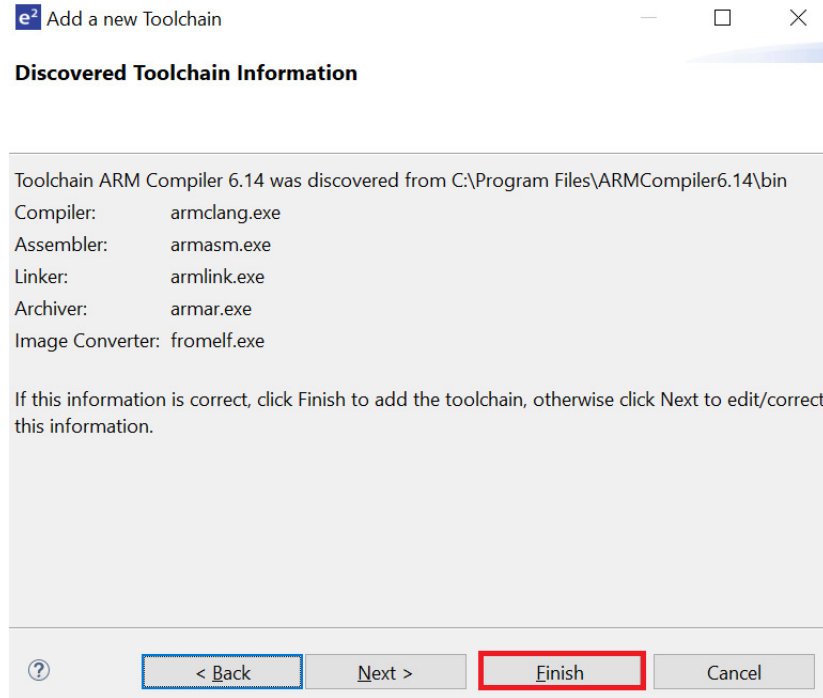 e² Add a new Toolchain
Discovered Toolchain Information
Toolchain ARM Compiler 6.14 was discovered from C:\Program Files\ARMCompiler6.14\bin
Compiler: armclang.exe
Assembler: armasm.exe
Linker: armlink.exe
Archiver: armar.exe
Image Converter: fromelf.exe
If this information is correct, click Finish to add the toolchain, otherwise click Next to edit/correct
this information.
? < Back Next > Finish Cancel